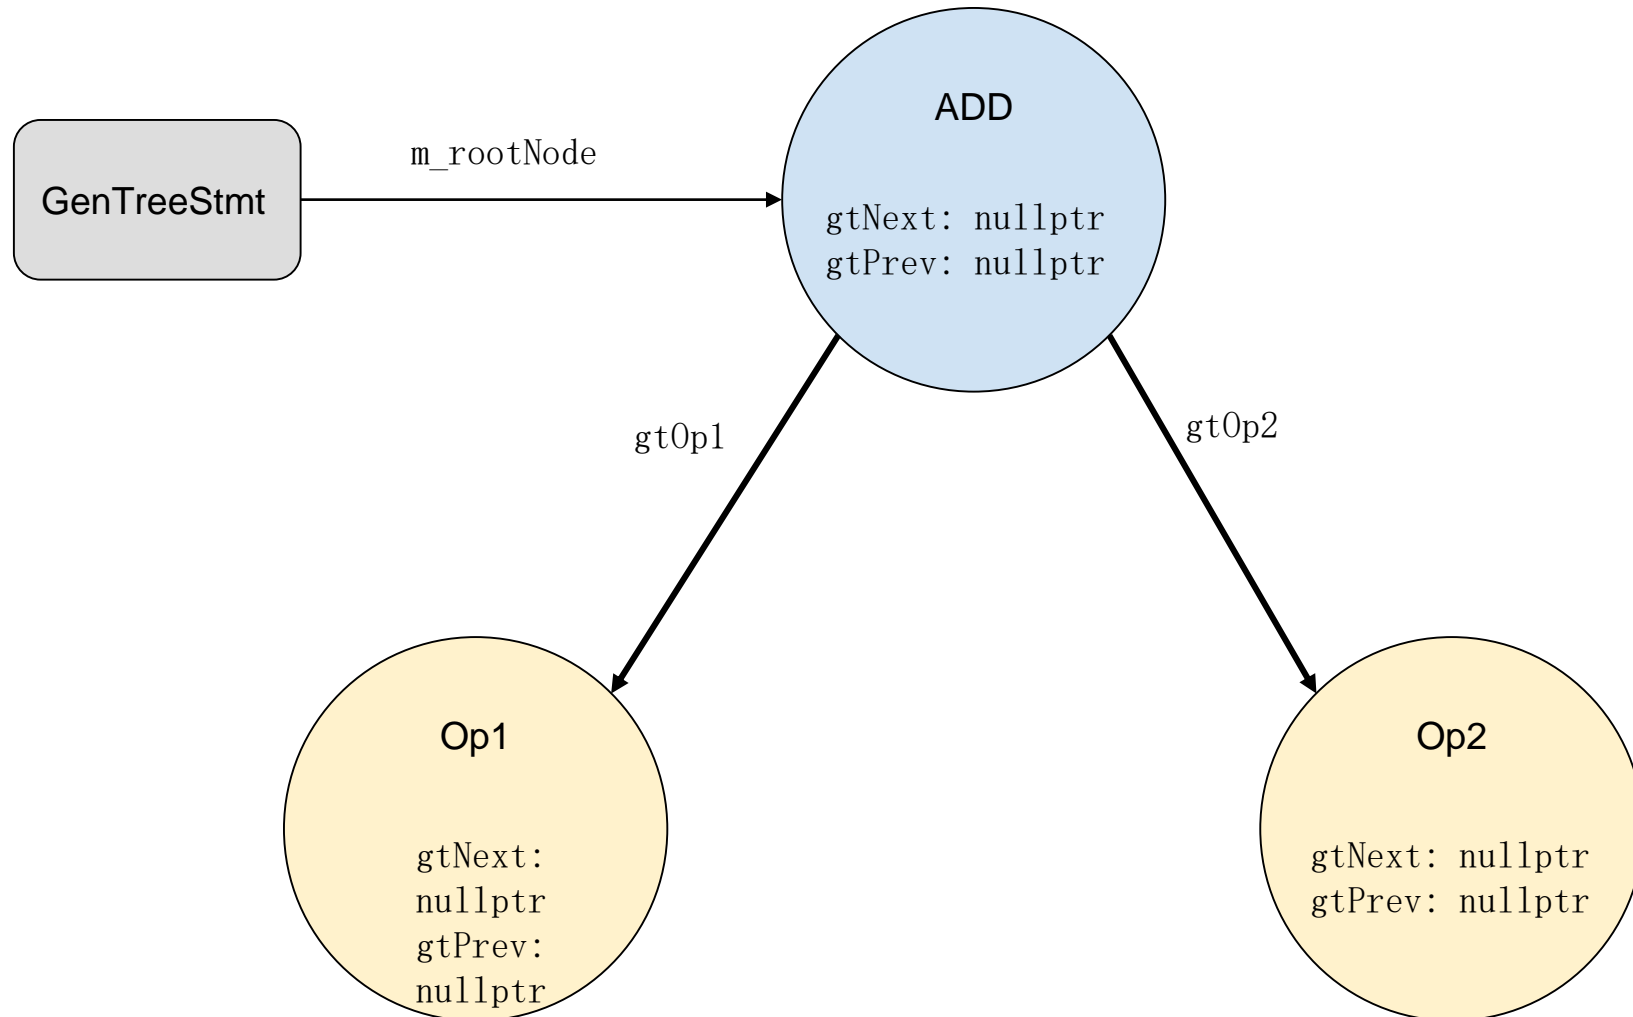 ADD
m_rootNode
GenTreeStmt
gtNext: nullptr
gtPrev: nullptr
gtOp1
gtOp2
Op1
Op2
gtNext:
nullptr
gtPrev:
nullptr
gtNext: nullptr
gtPrev: nullptr